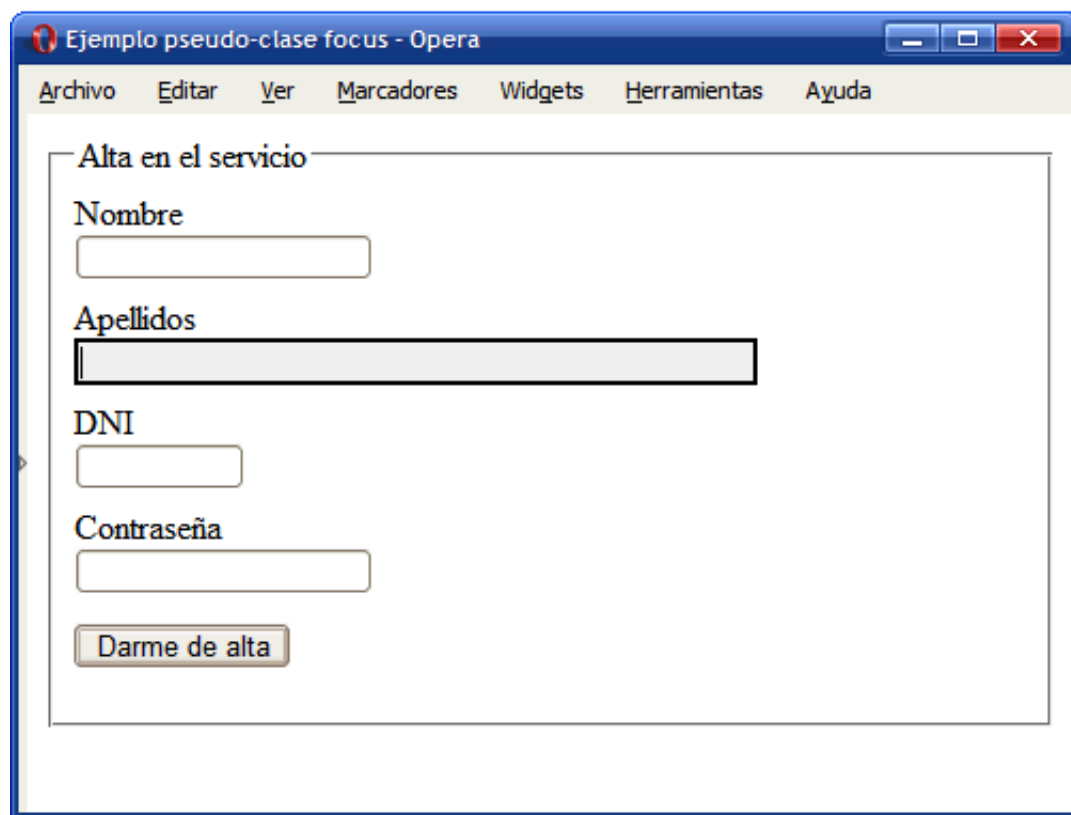 Ejemplo pseudo-clase focus - Opera
Archivo Editar Ver Marcadores Widgets Herramientas Ayuda
Alta en el servicio
Nombre
Apellidos
DNI
Contraseña
Darme de alta